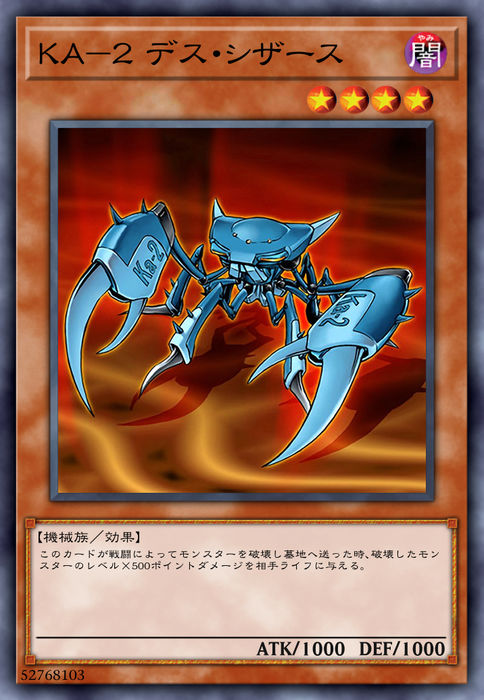 KA－2 デス・シザース
やみ
闇
Ka-2
Ka-2
【機械族／効果】
このカードが戦闘によってモンスターを破壊し墓地へ送った時、破壊したモン
スターのレベル×500ポイントダメージを相手ライフに与える。
ATK/1000 DEF/1000
52768103